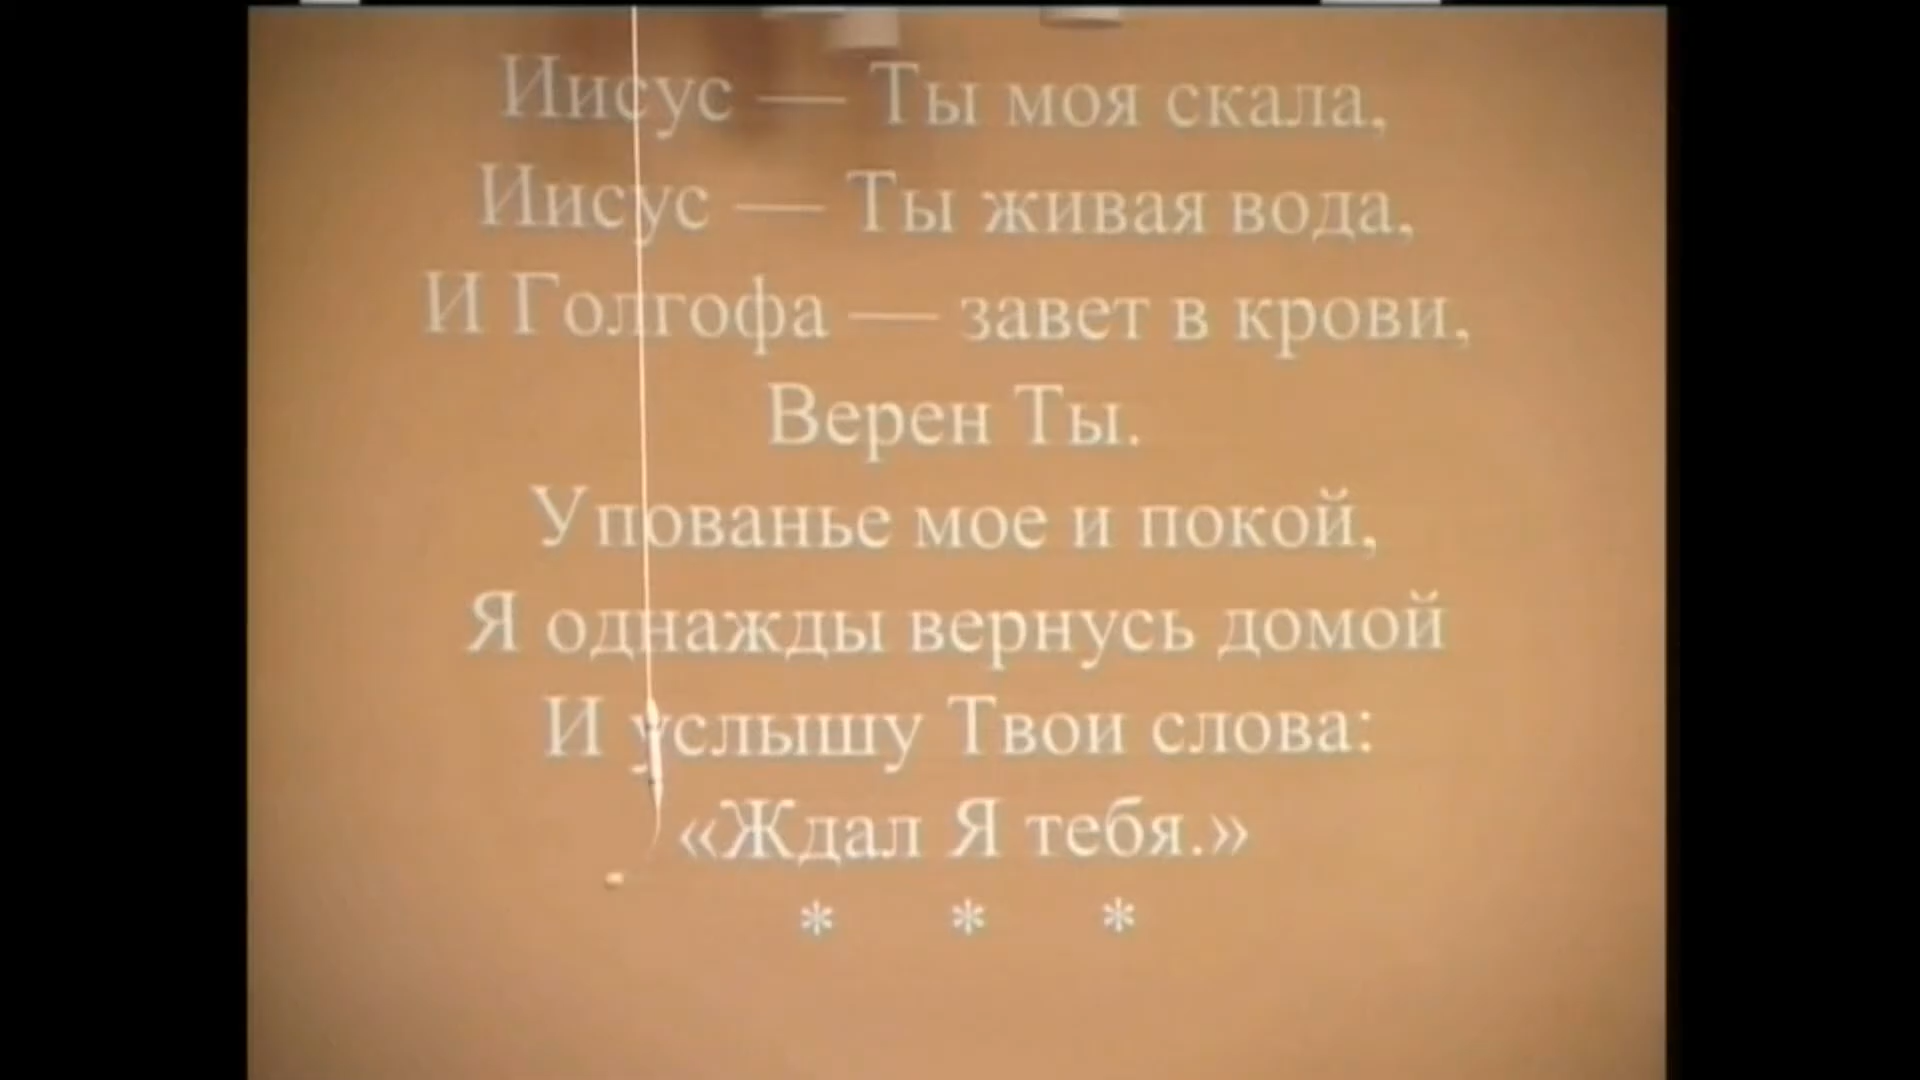 Иисус — Ты моя скала,
Иисус — Ты живая вода,
И Голгофа — завет в крови,
Верен Ты.
Упованье мое и покой,
Я однажды вернусь домой
И услышу Твои слова:
«Ждал Я тебя.»
* * *